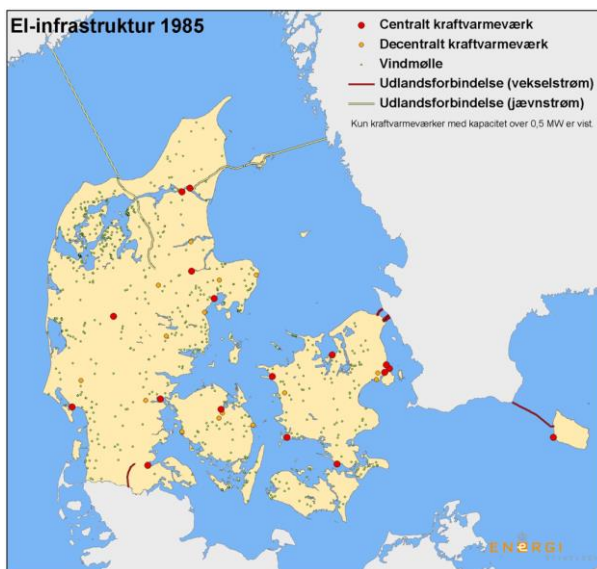 El-infrastruktur 1985
Centralt kraftvarmeværk
Decentralt kraftvarmeværk
Vindmølle
Udlandsforbindelse (vekselstrøm)
Udlandsforbindelse (jævnstrøm)
Kun kraftvarmeværker med kapacitet over 0,5 MW er vist.
ENERGI